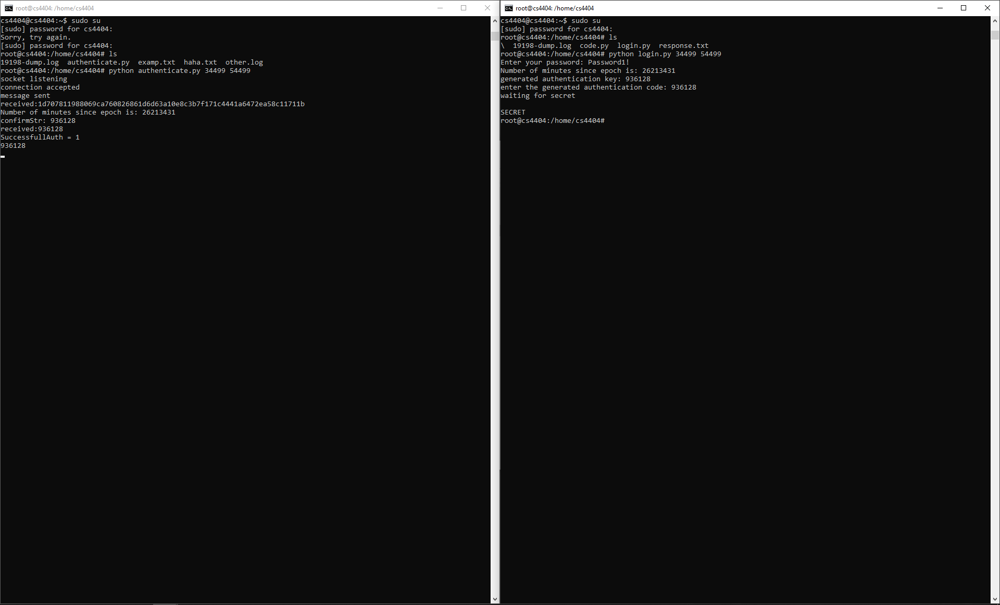 root@cs4404: /home/cs4404
cs4404@cs4404:~$ sudo su
[sudo] password for cs4404:
Sorry, try again.
[sudo] password for cs4404:
root@cs4404:/home/cs4404# ls
19198-dump.log  authenticate.py  examp.txt  haha.txt  other.log
root@cs4404:/home/cs4404# python authenticate.py 34499 54499
socket listening
connection accepted
message sent
received:1d707811988069ca760826861d6d63a10e8c3b7f171c4441a6472ea58c11711b
Number of minutes since epoch is: 26213431
confirmStr: 936128
received:936128
SuccessfullAuth = 1
936128
root@cs4404: /home/cs4404
cs4404@cs4404:~$ sudo su
[sudo] password for cs4404:
root@cs4404:/home/cs4404# ls
\  19198-dump.log  code.py  login.py  response.txt
root@cs4404:/home/cs4404# python login.py 34499 54499
Enter your password: Password1!
Number of minutes since epoch is: 26213431
generated authentication key: 936128
enter the generated authentication code: 936128
waiting for secret
SECRET
root@cs4404:/home/cs4404#